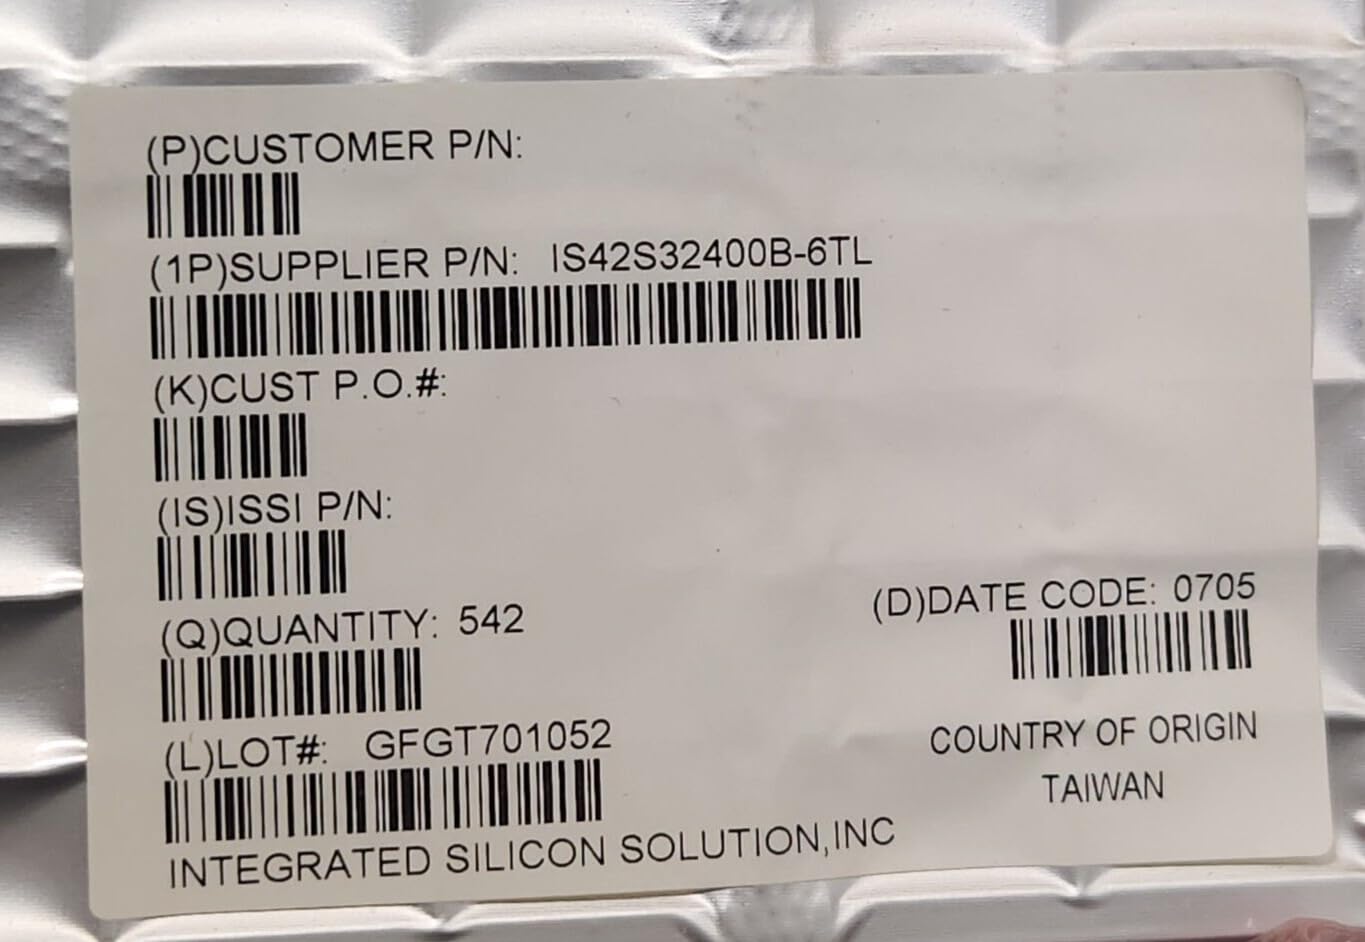 (P)CUSTOMER P/N:
(1P)SUPPLIER P/N: IS42S32400B-6TL
(K)CUST P.O.#:
(IS)ISSI P/N:
(Q)QUANTITY: 542
(D)DATE CODE: 0705
(L)LOT#: GFGT701052
COUNTRY OF ORIGIN
TAIWAN
INTEGRATED SILICON SOLUTION,INC